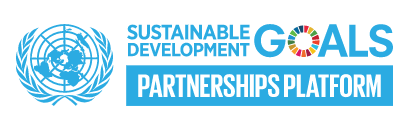 SUSTAINABLE
DEVELOPMENT GOALS
PARTNERSHIPS PLATFORM